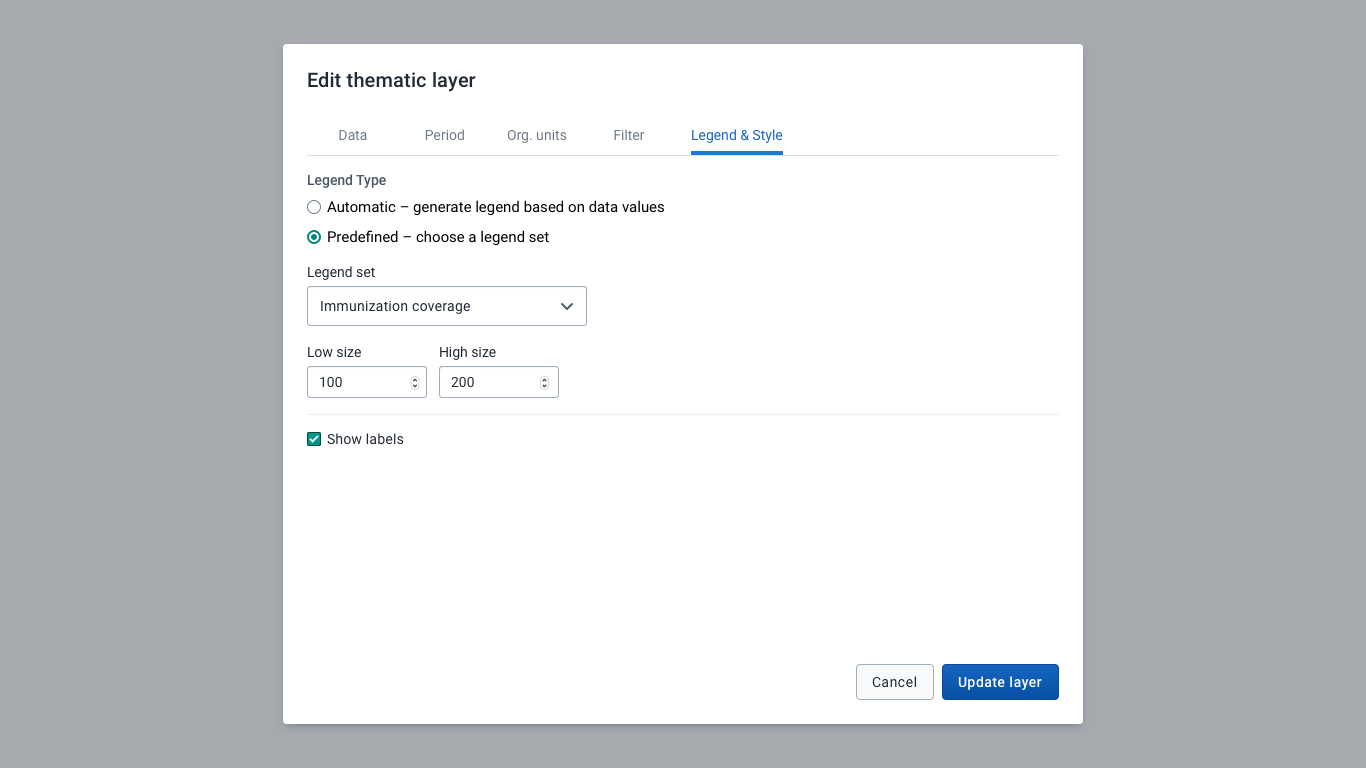 Edit thematic layer
Data Period Org. units Filter Legend & Style
Legend Type
Automatic – generate legend based on data values
Predefined – choose a legend set
Legend set
Immunization coverage
Low size High size
100 200
Show labels
Cancel Update layer